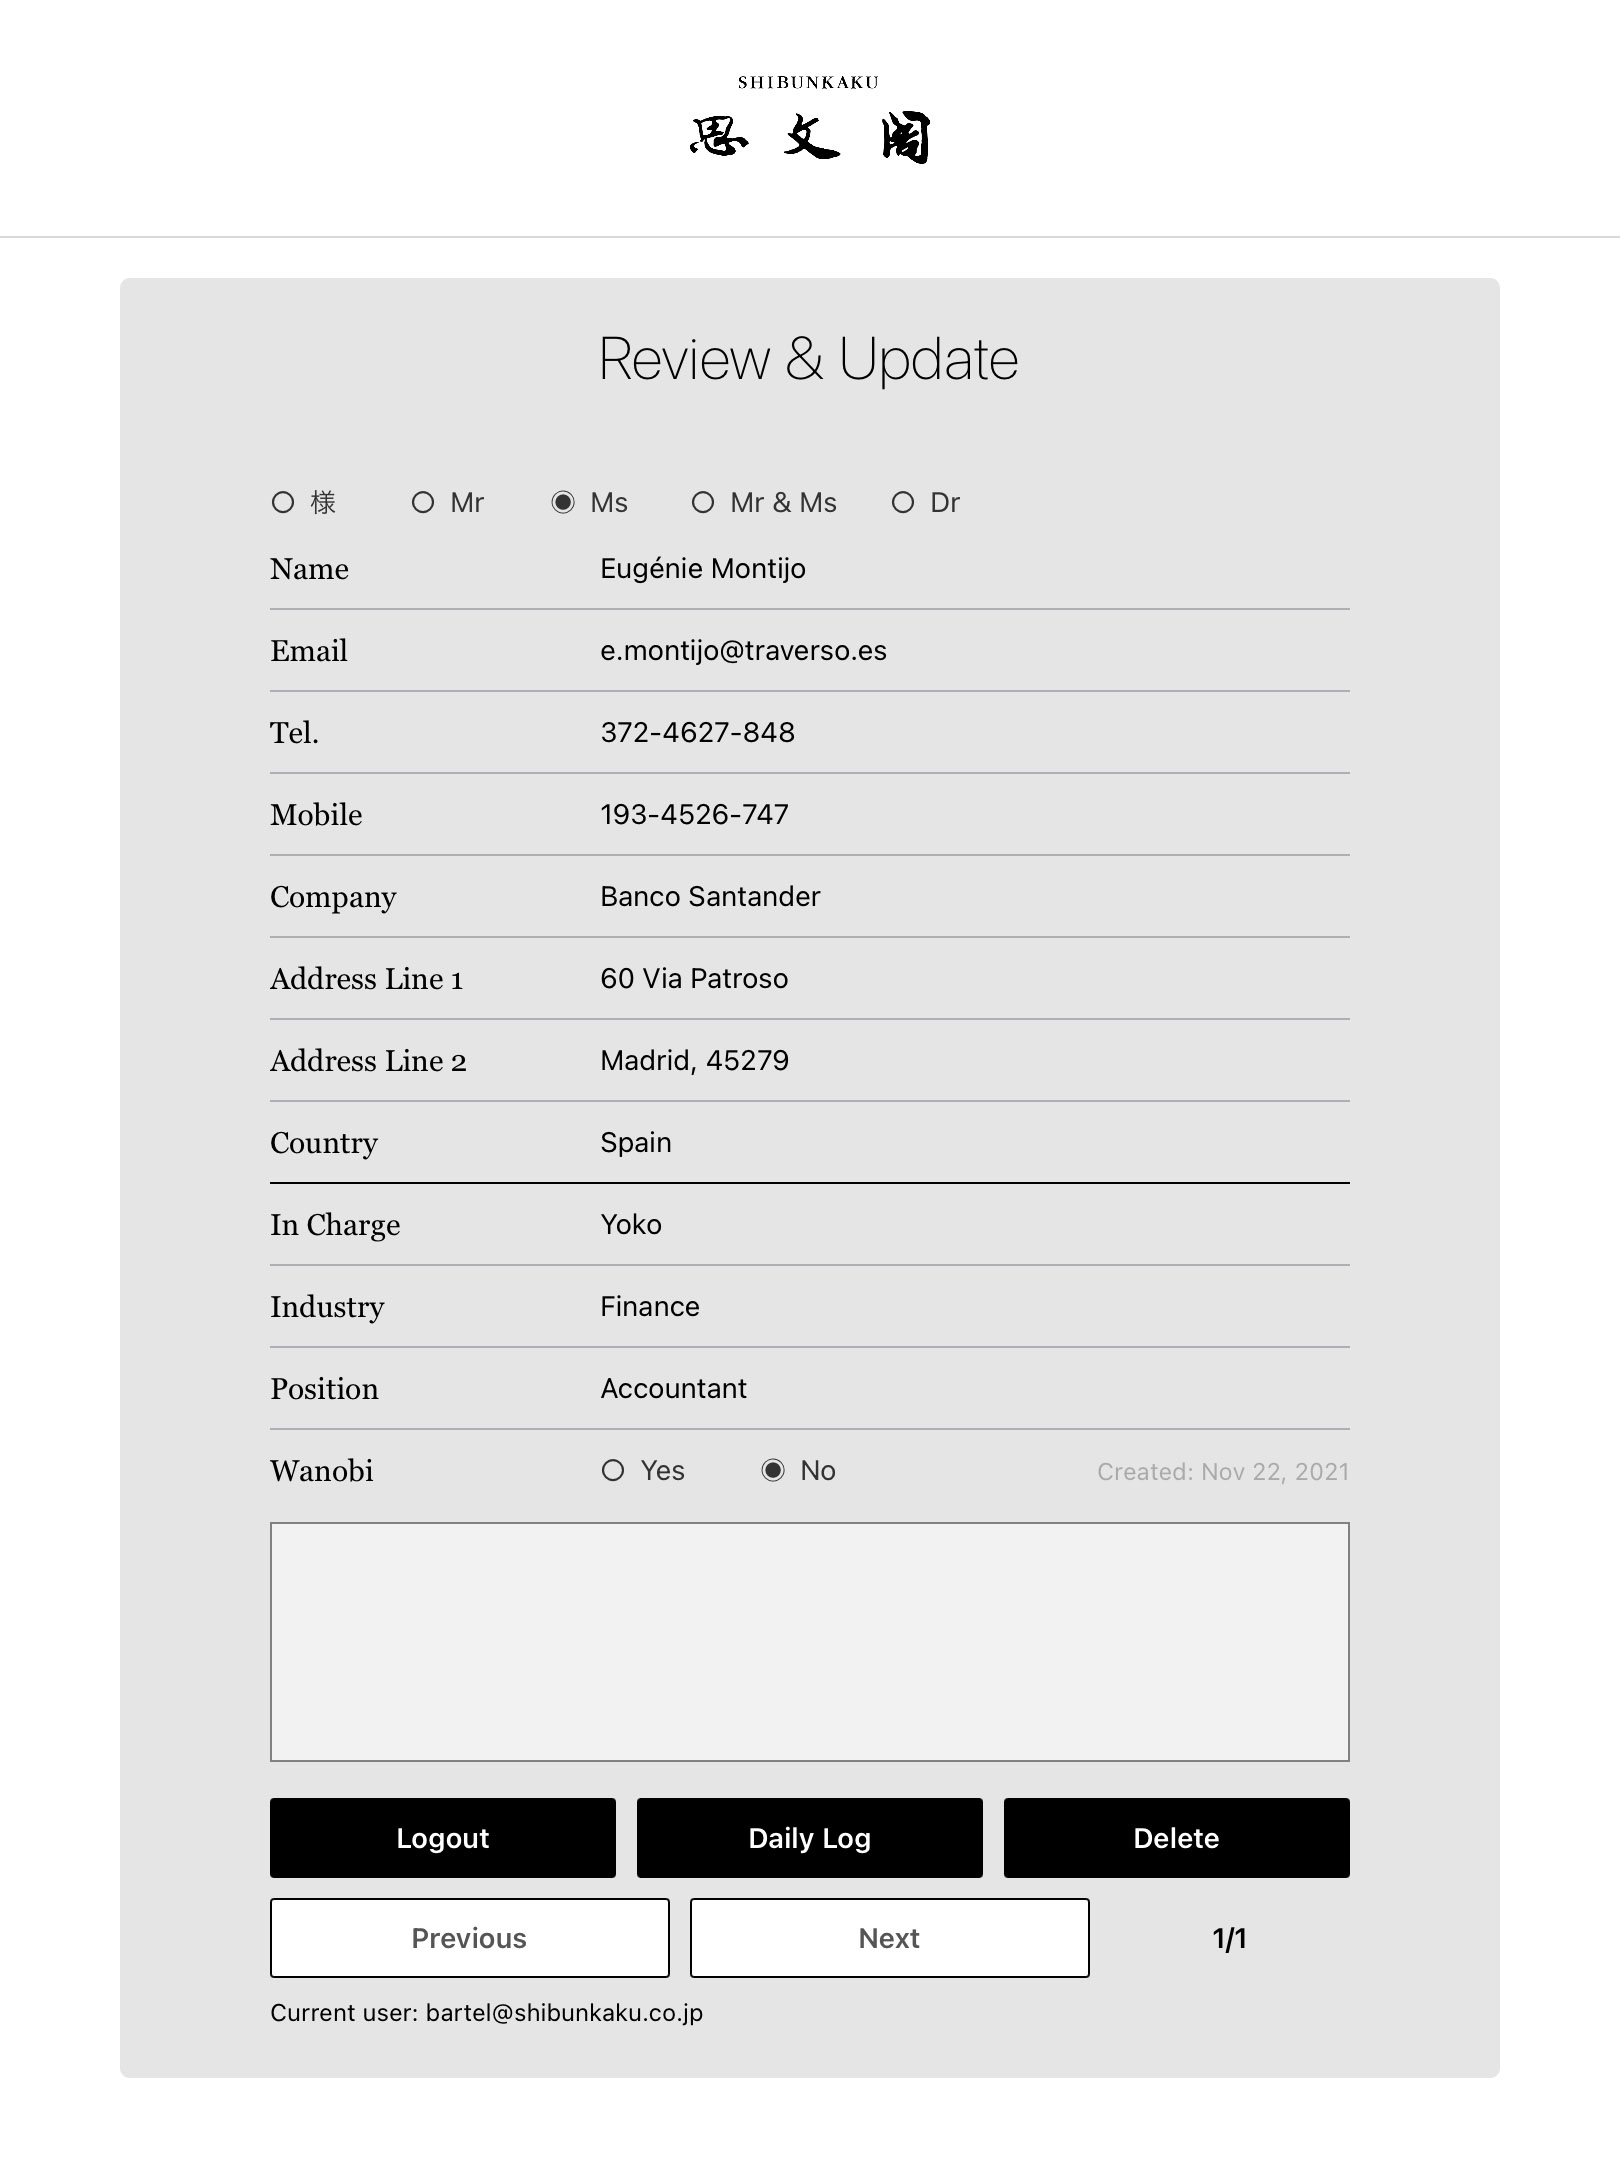 SHIBUNKAKU
思文閣
Review & Update
様 Mr Ms Mr & Ms Dr
Name Eugénie Montijo
Email e.montijo@traverso.es
Tel. 372-4627-848
Mobile 193-4526-747
Company Banco Santander
Address Line 1 60 Via Patroso
Address Line 2 Madrid, 45279
Country Spain
In Charge Yoko
Industry Finance
Position Accountant
Wanobi Yes No Created: Nov 22, 2021
Logout Daily Log Delete
Previous Next 1/1
Current user: bartel@shibunkaku.co.jp